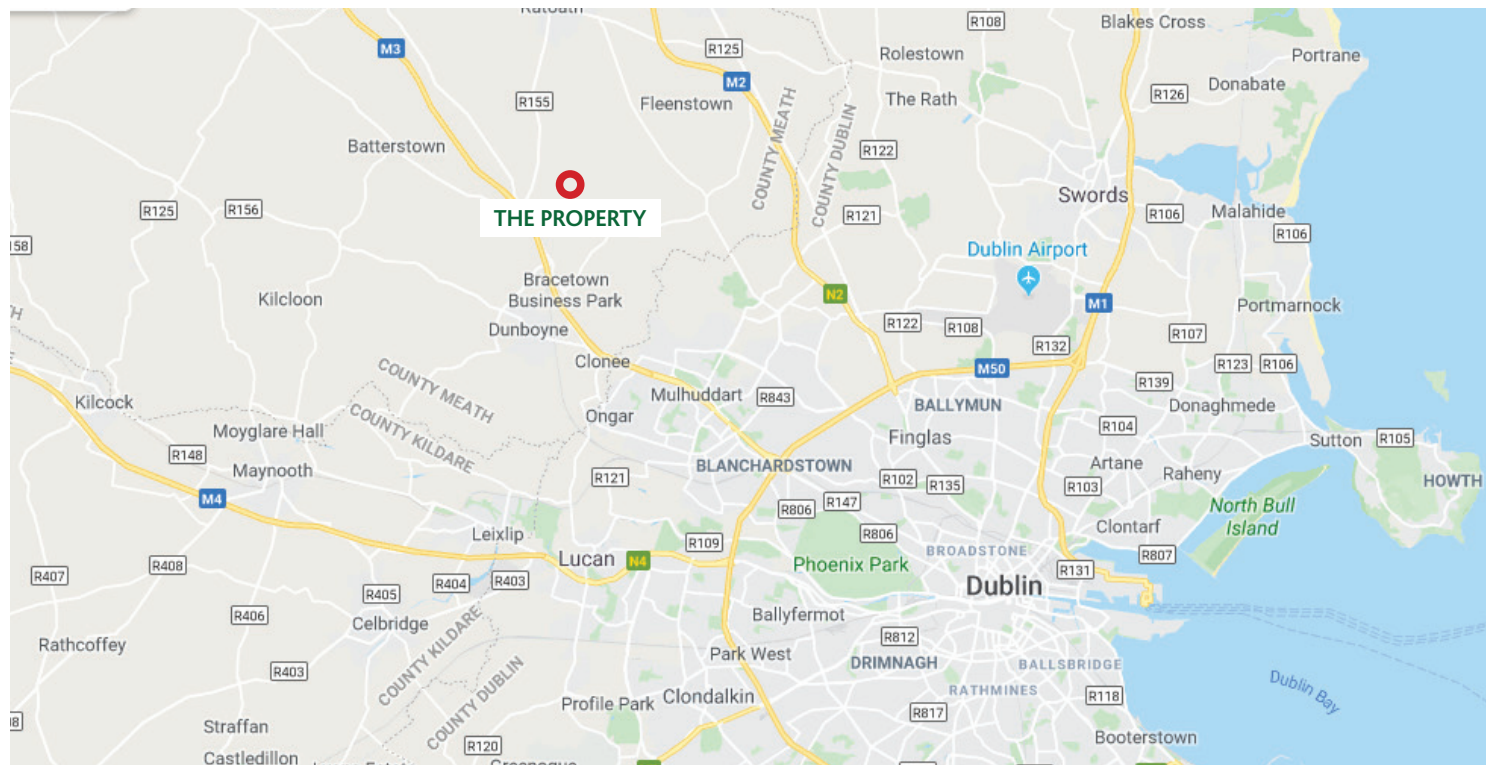 Ratoath
R108
Blakes Cross
M3
R125
Rolestown
Portrane
M2
Donabate
R155
Fleenstown
The Rath
R126
COUNTY MEATH
COUNTY DUBLIN
Batterstown
R122
THE PROPERTY
Swords
R125
R156
R121
R106
Malahide
R106
Dublin Airport
Bracetown
Business Park
Kilcloon
N2
M1
Portmarnock
Dunboyne
R122
R108
R132
R107
Clonee
M50
R123
R106
COUNTY MEATH
COUNTY KILDARE
Mulhuddart
R843
R139
Kilcock
Ongar
BALLYMUN
Donaghmede
Moyglare Hall
Finglas
R104
Sutton
R105
R148
Maynooth
BLANCHARDSTOWN
Artane
Raheny
R121
R102
R135
R103
HOWTH
M4
R806
R147
North Bull
Island
Leixlip
R109
R806
Clontarf
Lucan
N4
BROADSTONE
R807
R408
Phoenix Park
R131
R407
R404
R403
Dublin
R405
R406
Celbridge
Ballyfermot
R812
Rathcoffey
COUNTY KILDARE
COUNTY DUBLIN
Park West
DRIMNAGH
BALLSBRIDGE
R403
RATHMINES
Dublin Bay
Profile Park
Clondalkin
R118
R817
Straffan
R120
Booterstown
Castledillon